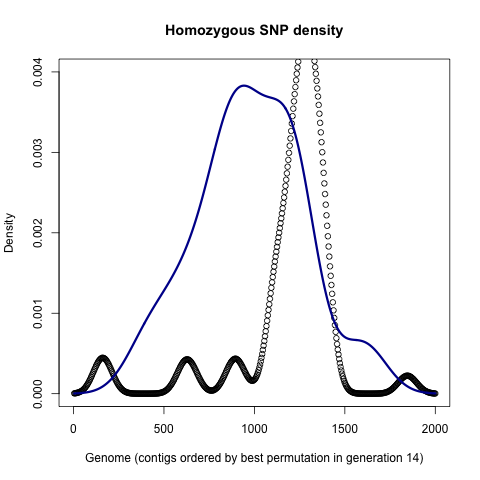 Homozygous SNP density
Density
0.004
0.003
0.002
0.001
0.000
0 500 1000 1500 2000
Genome (contigs ordered by best permutation in generation 14)